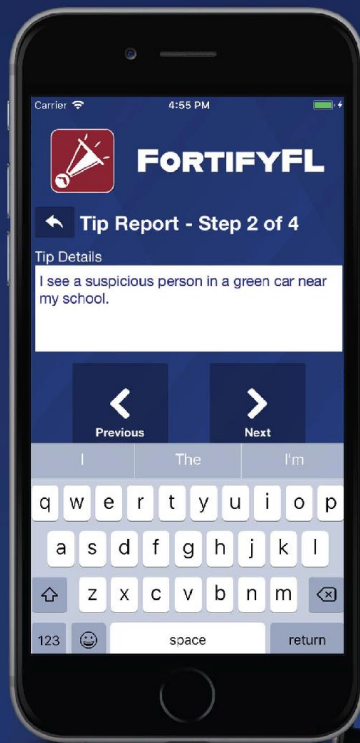 Carrier 4:55 PM
FORTIFYFL
Tip Report - Step 2 of 4
Tip Details
I see a suspicious person in a green car near
my school.
Previous Next
I The I'm
q w e r t y u i o p
a s d f g h j k l
z x c v b n m
123 space return